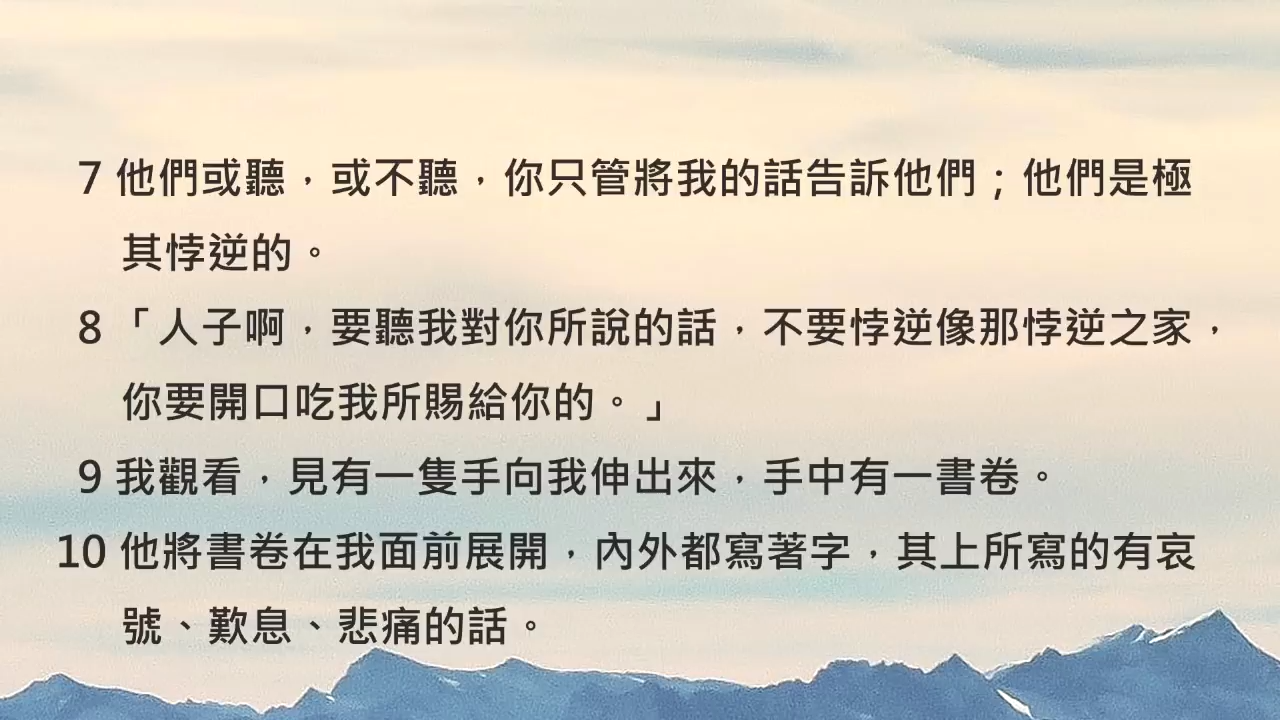 7 他們或聽，或不聽，你只管將我的話告訴他們；他們是極
其悖逆的。
8 「人子啊，要聽我對你所說的話，不要悖逆像那悖逆之家，
你要開口吃我所賜給你的。」
9 我觀看，見有一隻手向我伸出來，手中有一書卷。
10 他將書卷在我面前展開，內外都寫著字，其上所寫的有哀
號、歎息、悲痛的話。